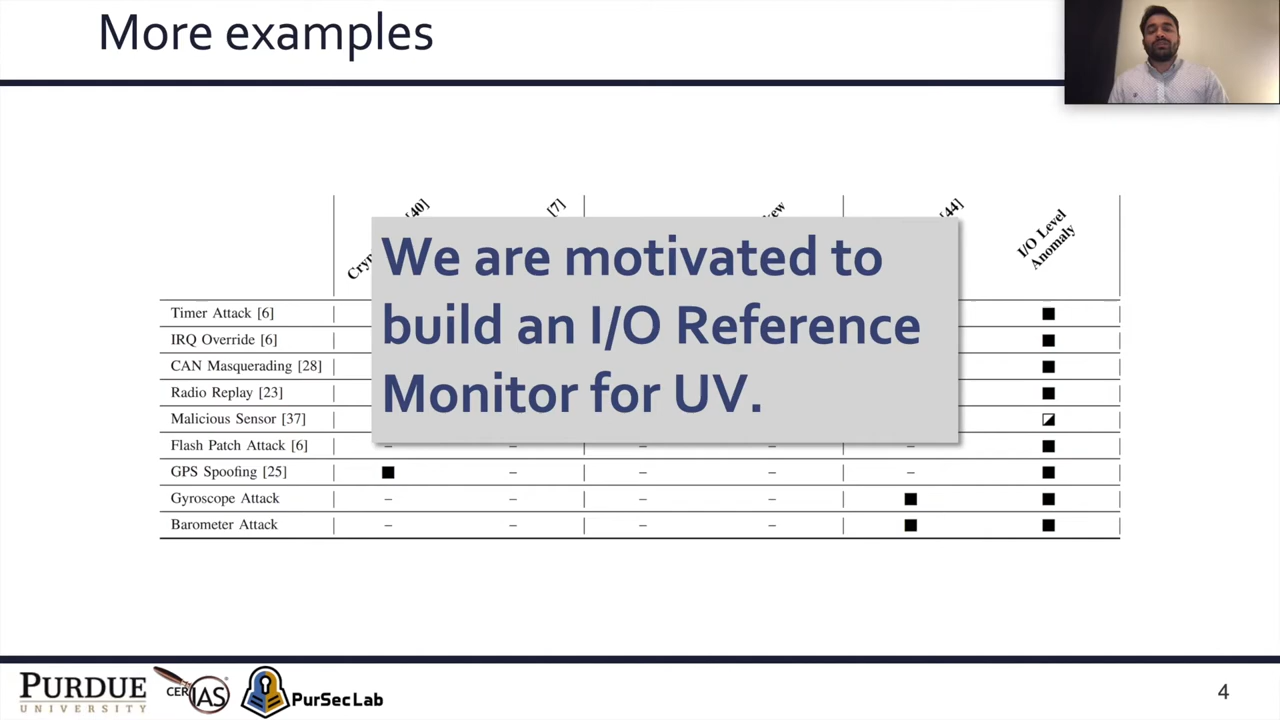 More examples
[40]
[7]
[44]
I/O Level
Anomaly
We are motivated to
build an I/O Reference
Monitor for UV.
Timer Attack [6]
IRQ Override [6]
CAN Masquerading [28]
Radio Replay [23]
Malicious Sensor [37]
Flash Patch Attack [6] – – – – –
GPS Spoofing [25] – – – –
Gyroscope Attack – – – –
Barometer Attack – – – –
PURDUE
UNIVERSITY
CERIAS
PurSecLab
4